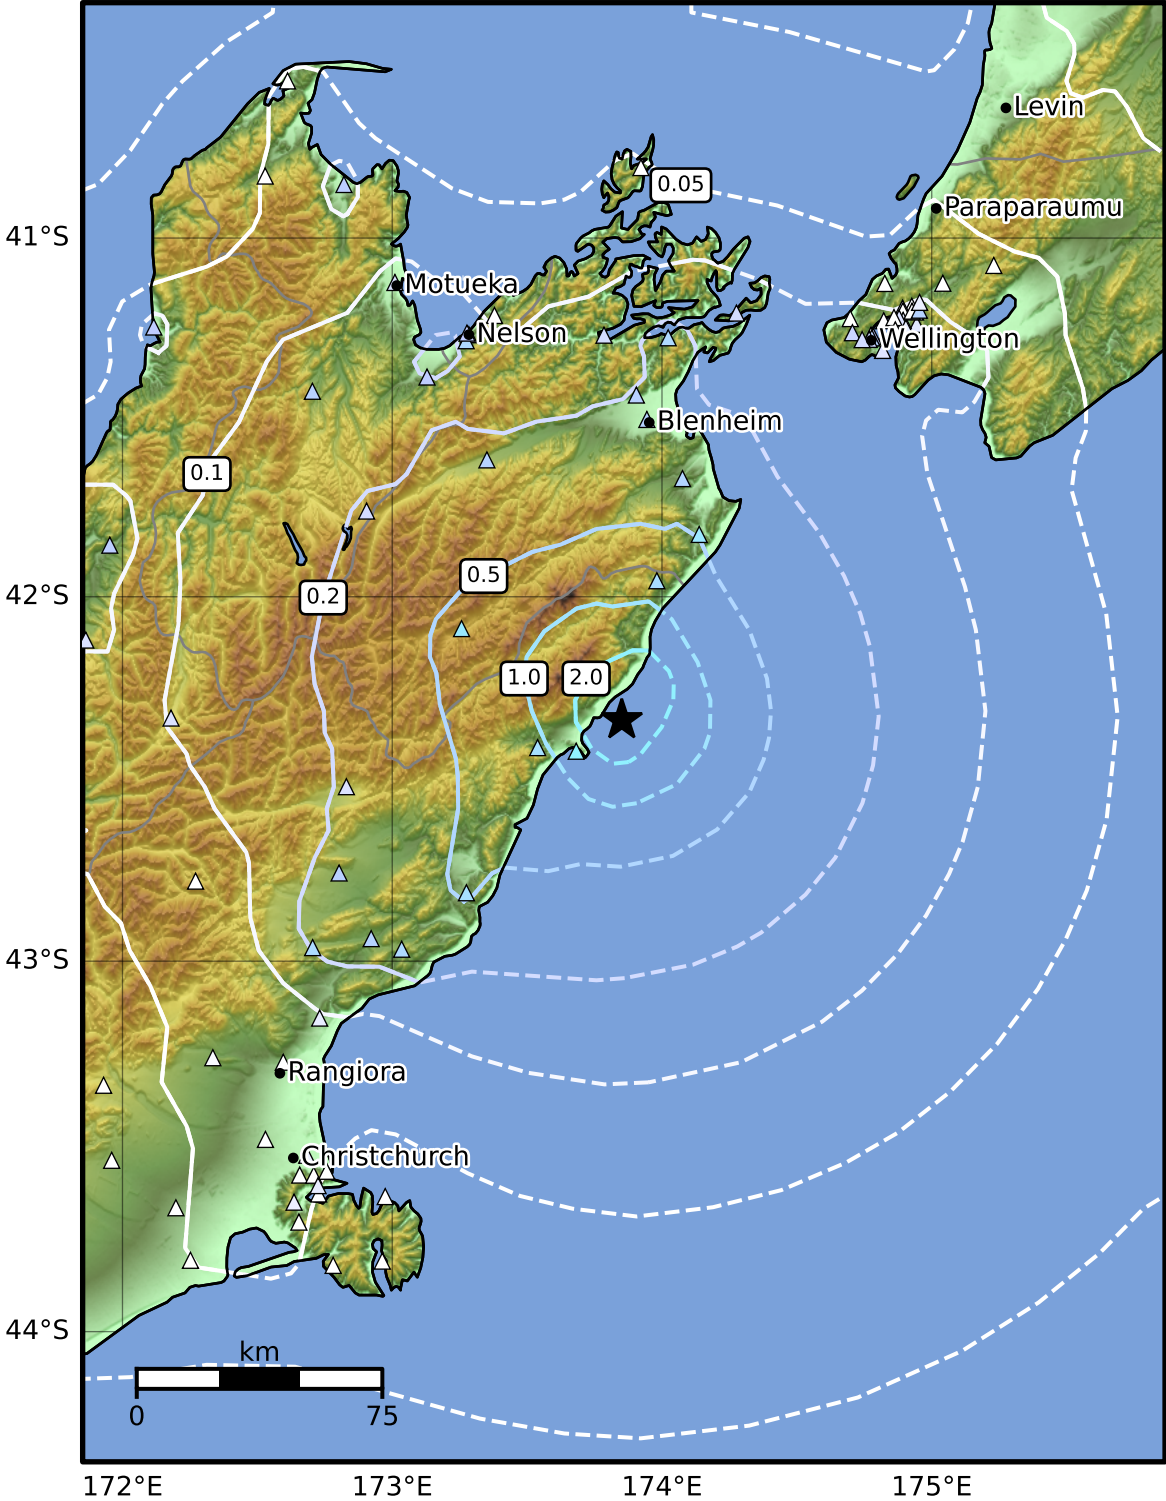 Levin
0.05
Paraparaumu
41°S
Motueka
Nelson
Wellington
Blenheim
0.1
0.5
42°S
0.2
1.0
2.0
43°S
Rangiora
Christchurch
44°S
km
0
75
172°E
173°E
174°E
175°E